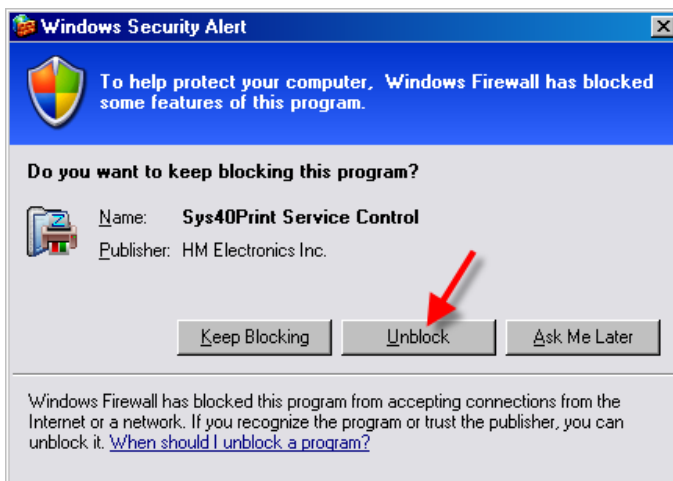 Windows Security Alert
To help protect your computer, Windows Firewall has blocked
some features of this program.
Do you want to keep blocking this program?
Name: Sys40Print Service Control
Publisher: HM Electronics Inc.
Keep Blocking Unblock Ask Me Later
Windows Firewall has blocked this program from accepting connections from the
Internet or a network. If you recognize the program or trust the publisher, you can
unblock it. When should I unblock a program?